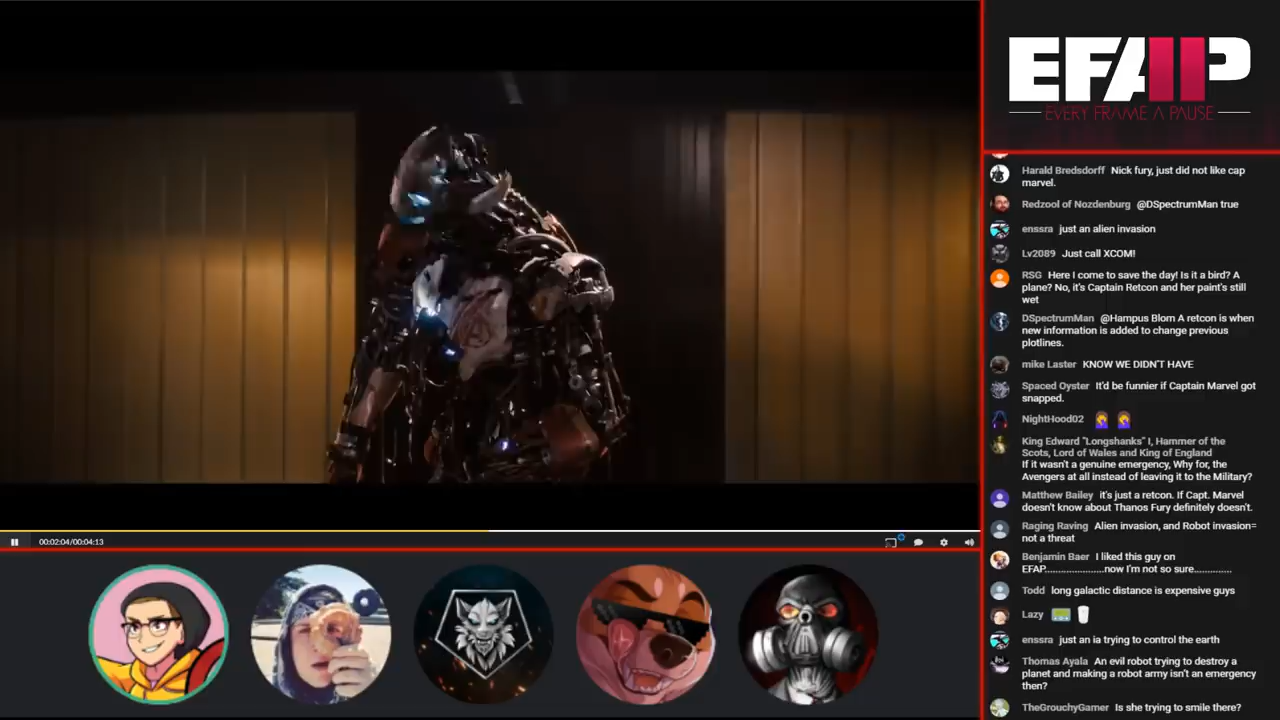 EFAP
EVERY FRAME A PAUSE
Harald Bredsdorff Nick fury, just did not like cap
marvel.
Redzool of Nozdenburg @DSpectrumMan true
enssra just an alien invasion
Lv2089 Just call XCOM!
RSG Here I come to save the day! Is it a bird? A
plane? No, it's Captain Retcon and her paint's still
wet
DSpectrumMan @Hampus Blom A retcon is when
new information is added to change previous
plotlines.
mike Laster KNOW WE DIDN'T HAVE
Spaced Oyster It'd be funnier if Captain Marvel got
snapped.
NightHood02
King Edward "Longshanks" I, Hammer of the
Scots, Lord of Wales and King of England
If it wasn't a genuine emergency, Why for, the
Avengers at all instead of leaving it to the Military?
Matthew Bailey it's just a retcon. If Capt. Marvel
doesn't know about Thanos Fury definitely doesn't.
Raging Raving Alien invasion, and Robot invasion=
not a threat
Benjamin Baer I liked this guy on
EFAP......................now I'm not so sure..............
Todd long galactic distance is expensive guys
Lazy
enssra just an ia trying to control the earth
Thomas Ayala An evil robot trying to destroy a
planet and making a robot army isn't an emergency
then?
TheGrouchyGamer Is she trying to smile there?
00:02:04/00:04:13